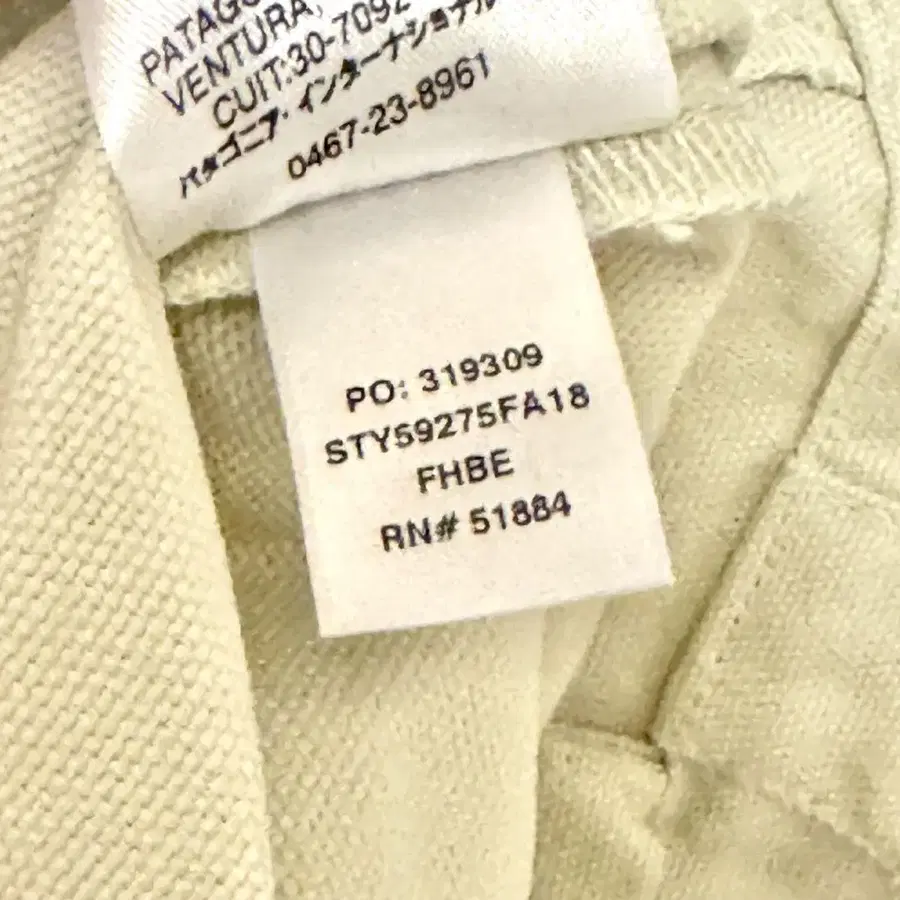 PATAGO
VENTURA,
CUIT:30-7092
パタゴニア・インターナショナル
0467-23-8961
PO: 319309
STY59275FA18
FHBE
RN# 51884